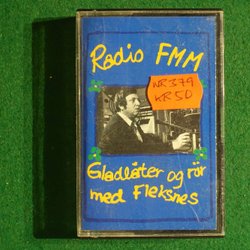 Radio FMM
NR 379
KR 50
Gladlåter og rör
med Fleksnes